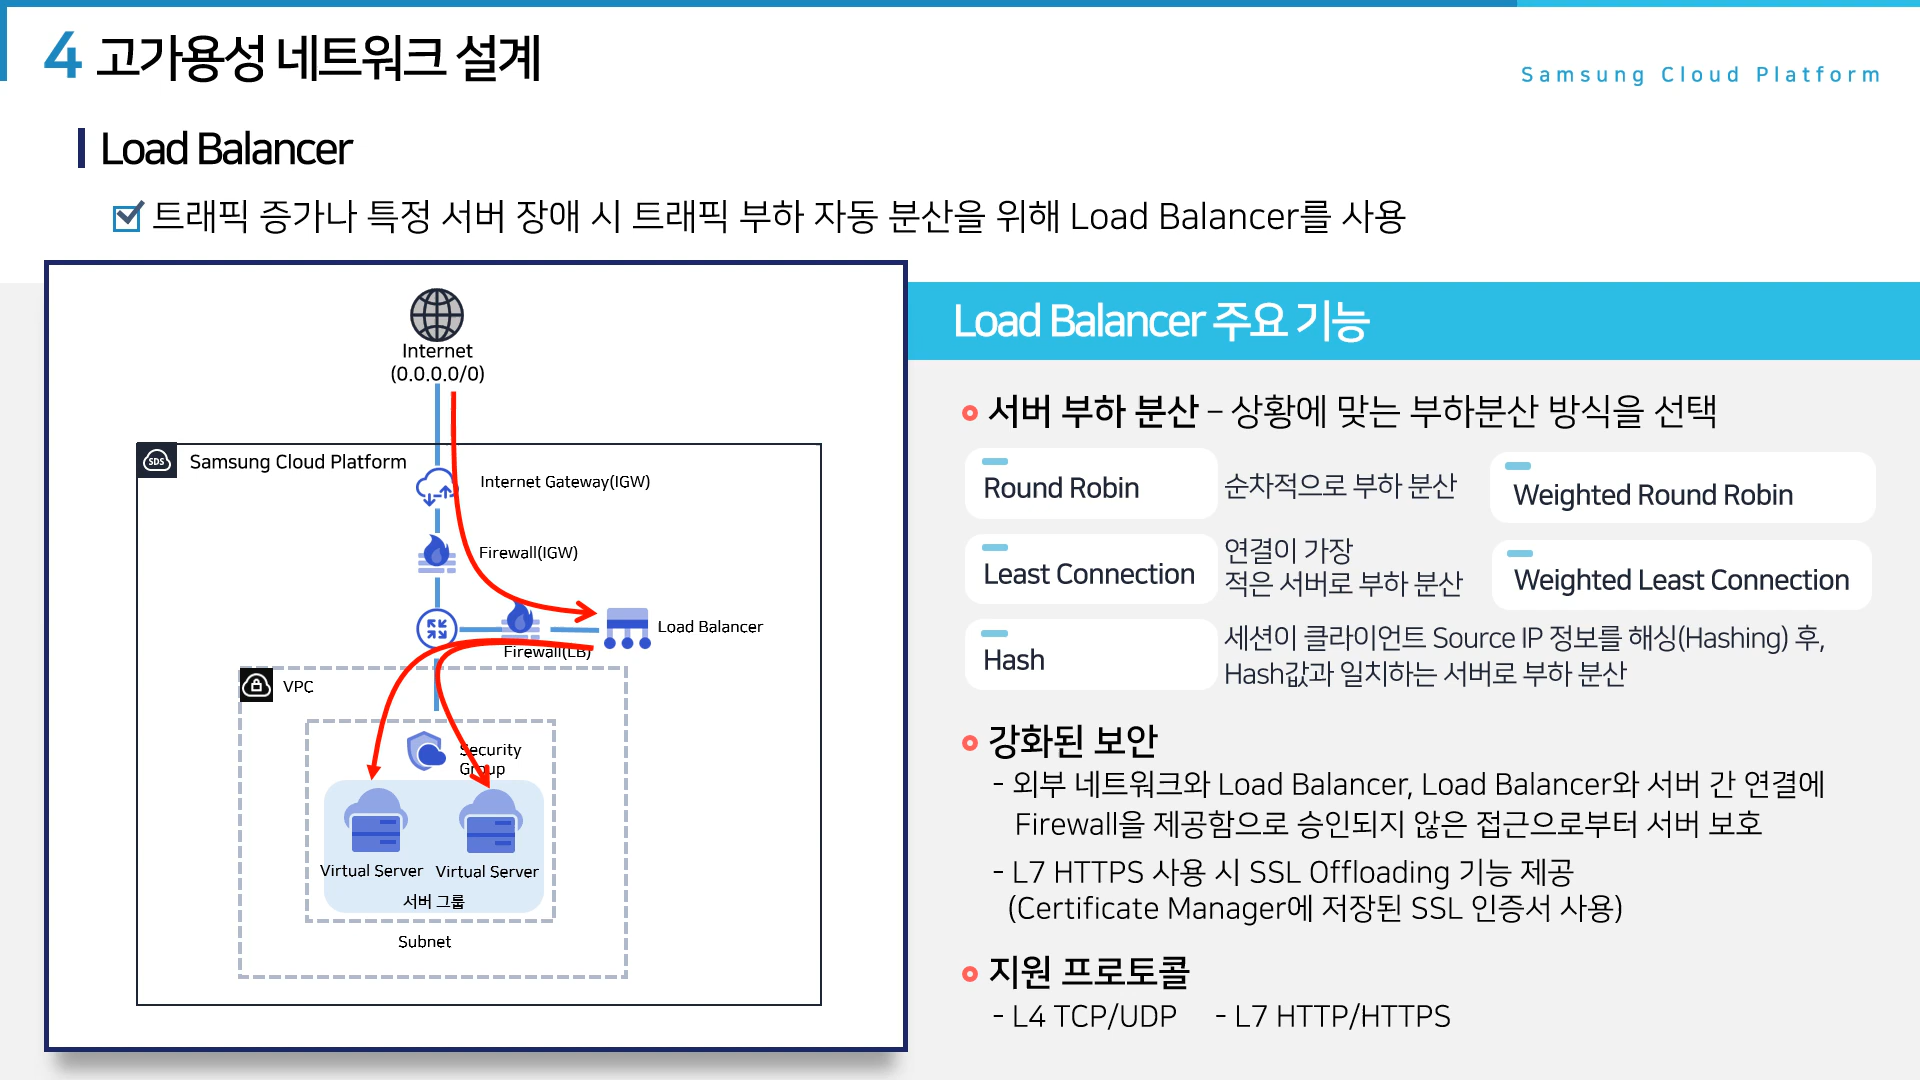 4 고가용성 네트워크 설계
Samsung Cloud Platform
Load Balancer
트래픽 증가나 특정 서버 장애 시 트래픽 부하 자동 분산을 위해 Load Balancer를 사용
Internet
(0.0.0.0/0)
SDS
Samsung Cloud Platform
Internet Gateway(IGW)
Firewall(IGW)
Load Balancer
Firewall(LB)
VPC
Security
Group
Virtual Server
Virtual Server
서버 그룹
Subnet
Load Balancer 주요 기능
서버 부하 분산 – 상황에 맞는 부하분산 방식을 선택
Round Robin
순차적으로 부하 분산
Weighted Round Robin
Least Connection
연결이 가장
적은 서버로 부하 분산
Weighted Least Connection
Hash
세션이 클라이언트 Source IP 정보를 해싱(Hashing) 후,
Hash값과 일치하는 서버로 부하 분산
강화된 보안
- 외부 네트워크와 Load Balancer, Load Balancer와 서버 간 연결에
Firewall을 제공함으로 승인되지 않은 접근으로부터 서버 보호
- L7 HTTPS 사용 시 SSL Offloading 기능 제공
(Certificate Manager에 저장된 SSL 인증서 사용)
지원 프로토콜
- L4 TCP/UDP - L7 HTTP/HTTPS